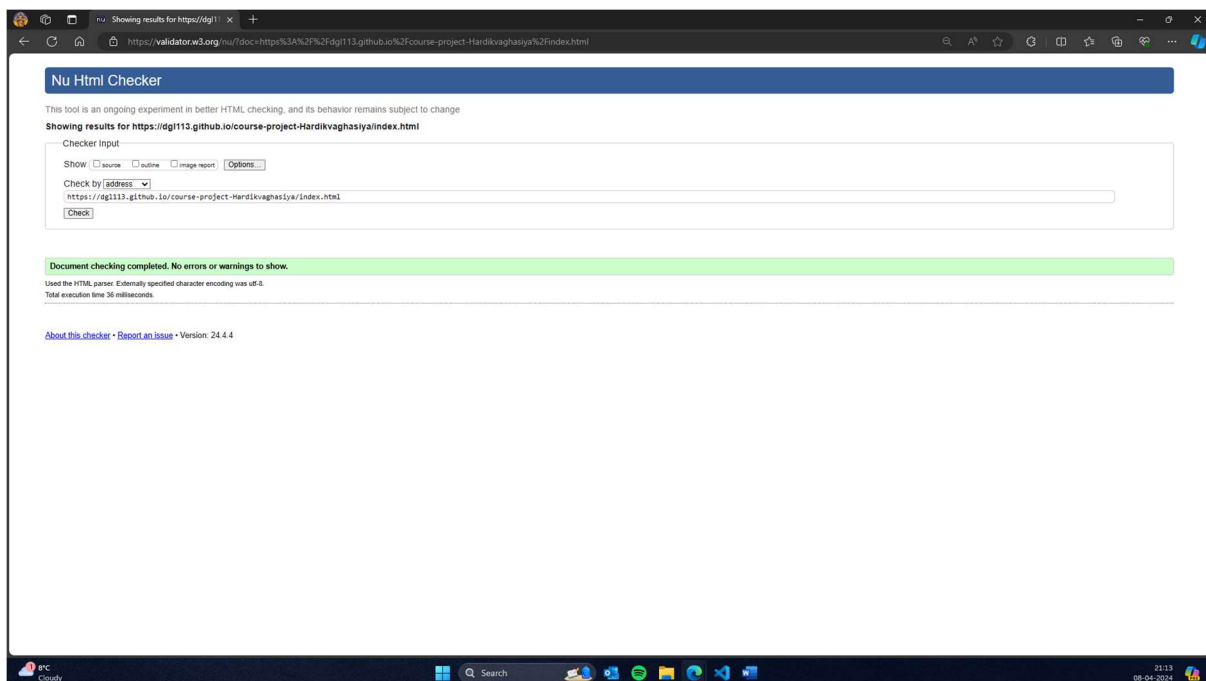 nu Showing results for https://dgl11
https://validator.w3.org/nu/?doc=https%3A%2F%2Fdgl113.github.io%2Fcourse-project-Hardikvaghasiya%2Findex.html
Nu Html Checker
This tool is an ongoing experiment in better HTML checking, and its behavior remains subject to change
Showing results for https://dgl113.github.io/course-project-Hardikvaghasiya/index.html
Checker Input
Show source outline image report Options...
Check by address
https://dgl113.github.io/course-project-Hardikvaghasiya/index.html
Check
Document checking completed. No errors or warnings to show.
Used the HTML parser. Externally specified character encoding was utf-8.
Total execution time 36 milliseconds.
About this checker • Report an issue • Version: 24.4.4
1 8°C
Cloudy
Search
21:13
08-04-2024